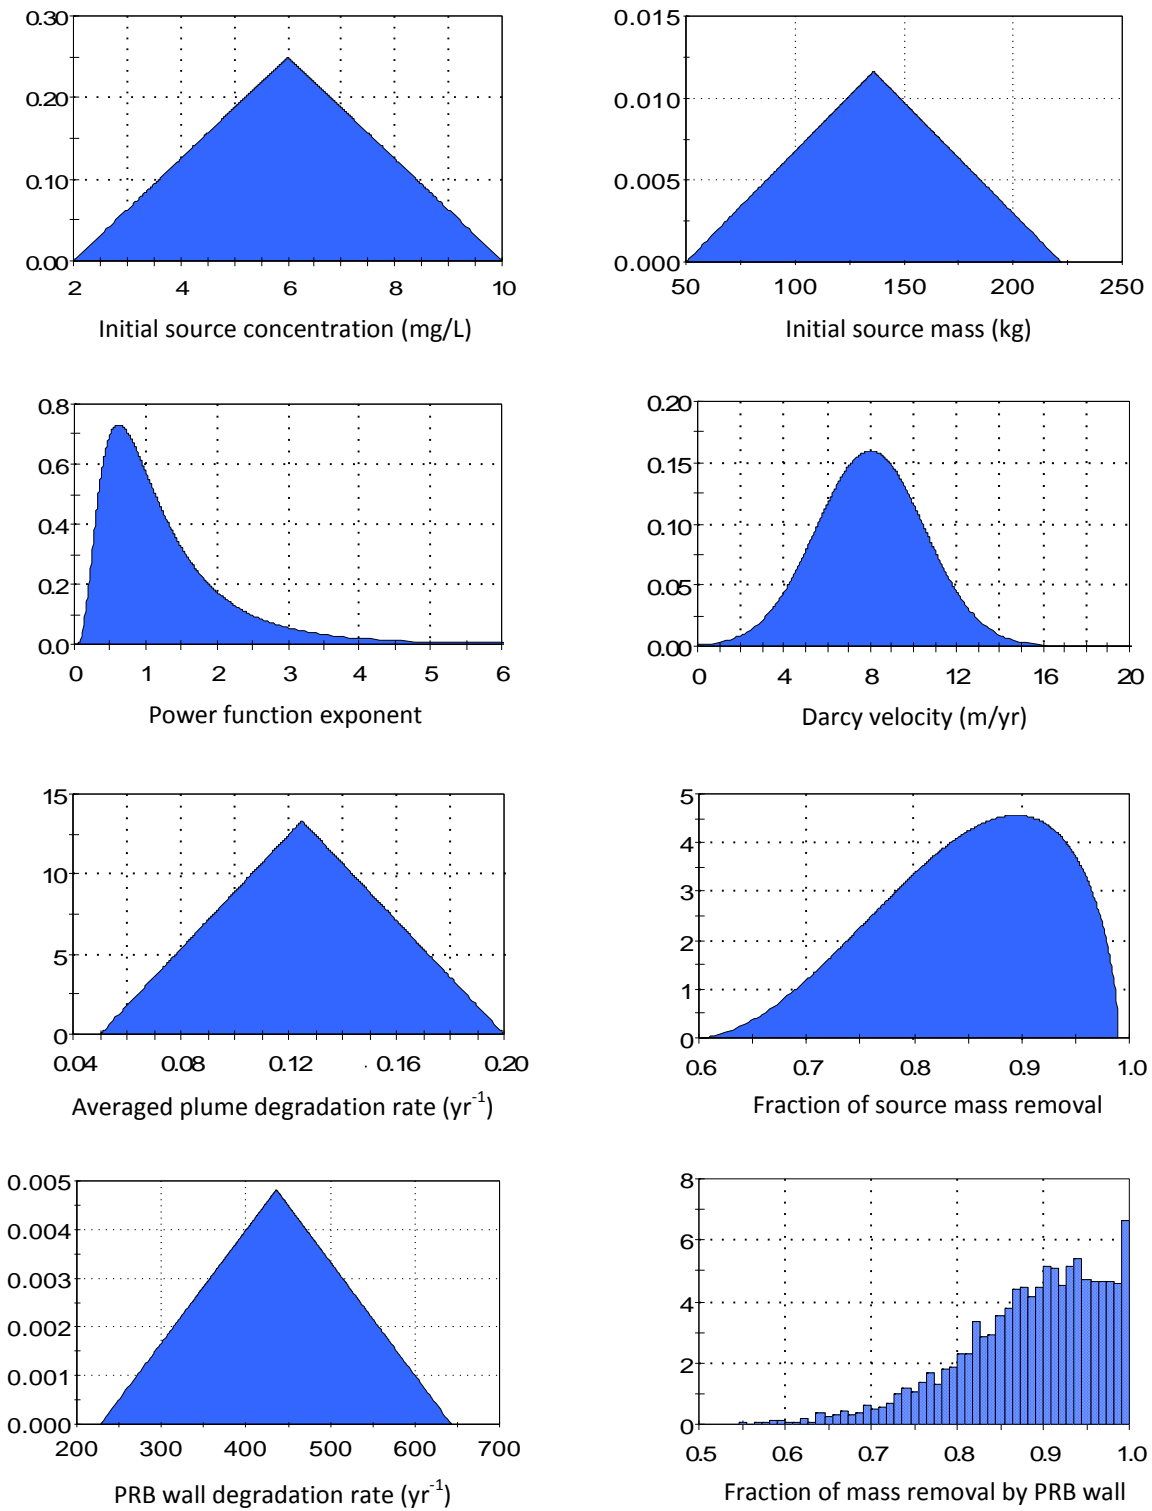 0.30
0.20
0.10
0.00
2 4 6 8 10
Initial source concentration (mg/L)
0.015
0.010
0.005
0.000
50 100 150 200 250
Initial source mass (kg)
0.8
0.6
0.4
0.2
0.0
0 1 2 3 4 5 6
Power function exponent
0.20
0.15
0.10
0.05
0.00
0 4 8 12 16 20
Darcy velocity (m/yr)
15
10
5
0
0.04 0.08 0.12 0.16 0.20
Averaged plume degradation rate (yr⁻¹)
5
4
3
2
1
0
0.6 0.7 0.8 0.9 1.0
Fraction of source mass removal
0.005
0.004
0.003
0.002
0.001
0.000
200 300 400 500 600 700
PRB wall degradation rate (yr⁻¹)
8
6
4
2
0
0.5 0.6 0.7 0.8 0.9 1.0
Fraction of mass removal by PRB wall